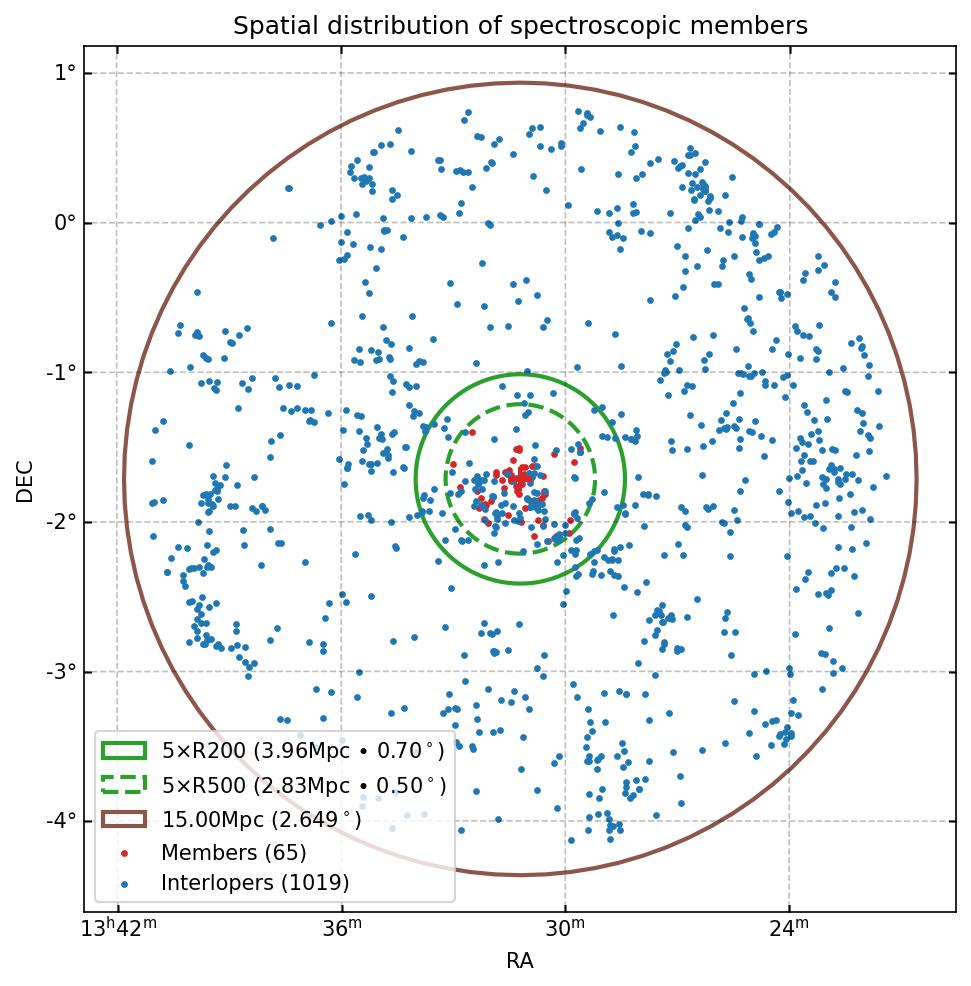 Spatial distribution of spectroscopic members
1°
0°
-1°
-2°
-3°
-4°
DEC
5×R200 (3.96Mpc • 0.70°)
5×R500 (2.83Mpc • 0.50°)
15.00Mpc (2.649°)
Members (65)
Interlopers (1019)
13ʰ42ᵐ 36ᵐ 30ᵐ 24ᵐ
RA